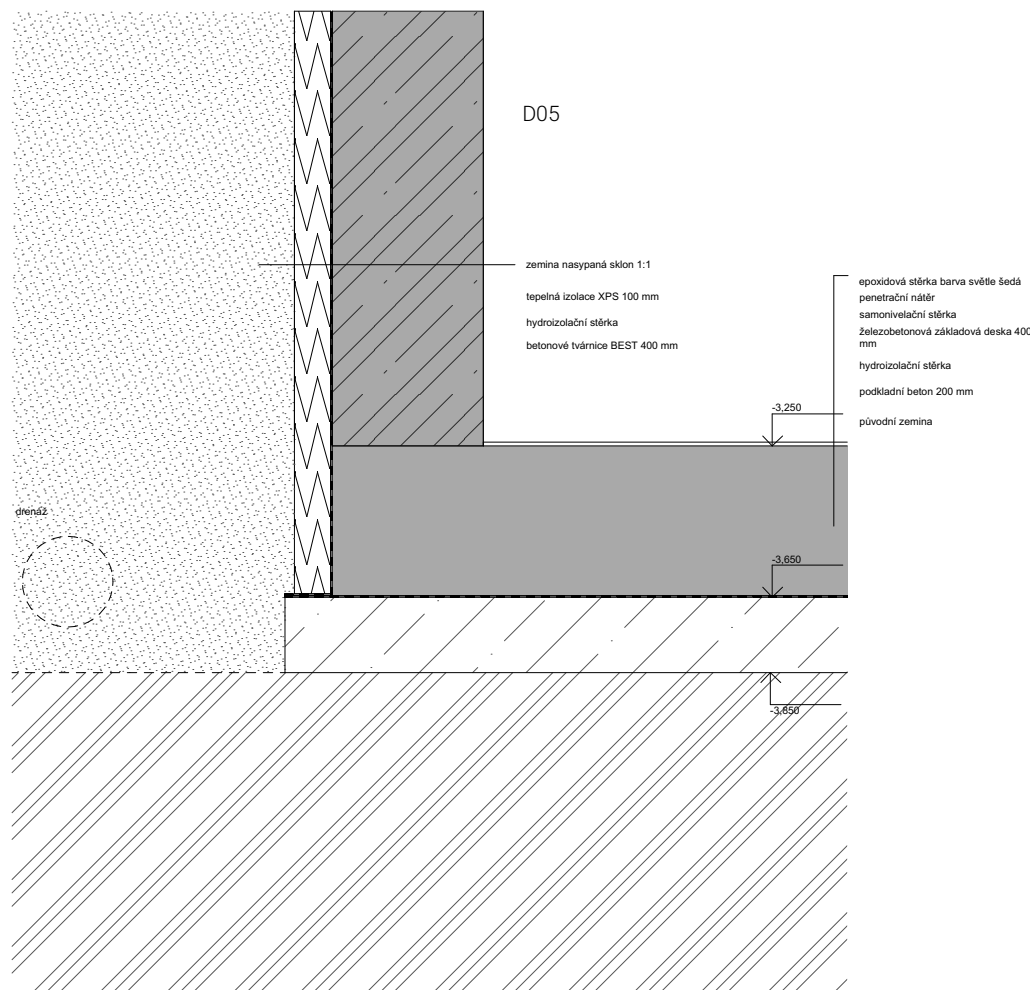 D05
zemina nasypaná sklon 1:1
tepelná izolace XPS 100 mm
hydroizolační stěrka
betonové tvárnice BEST 400 mm
epoxidová stěrka barva světle šedá
penetrační nátěr
samonivelační stěrka
železobetonová základová deska 400
mm
hydroizolační stěrka
podkladní beton 200 mm
původní zemina
-3,250
drenáž
-3,650
-3,850